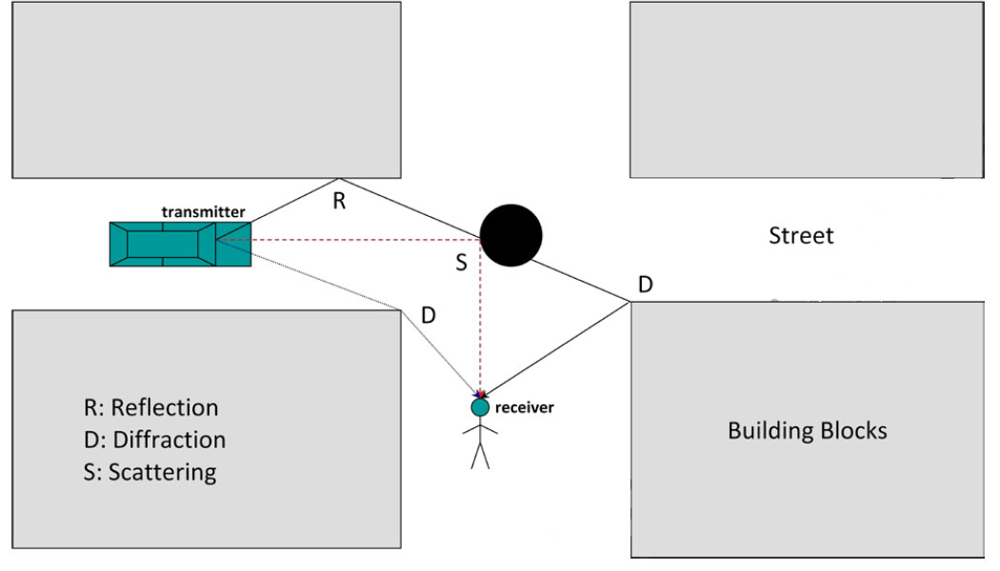 transmitter
R
S
Street
D
D
R: Reflection
D: Diffraction
S: Scattering
receiver
Building Blocks